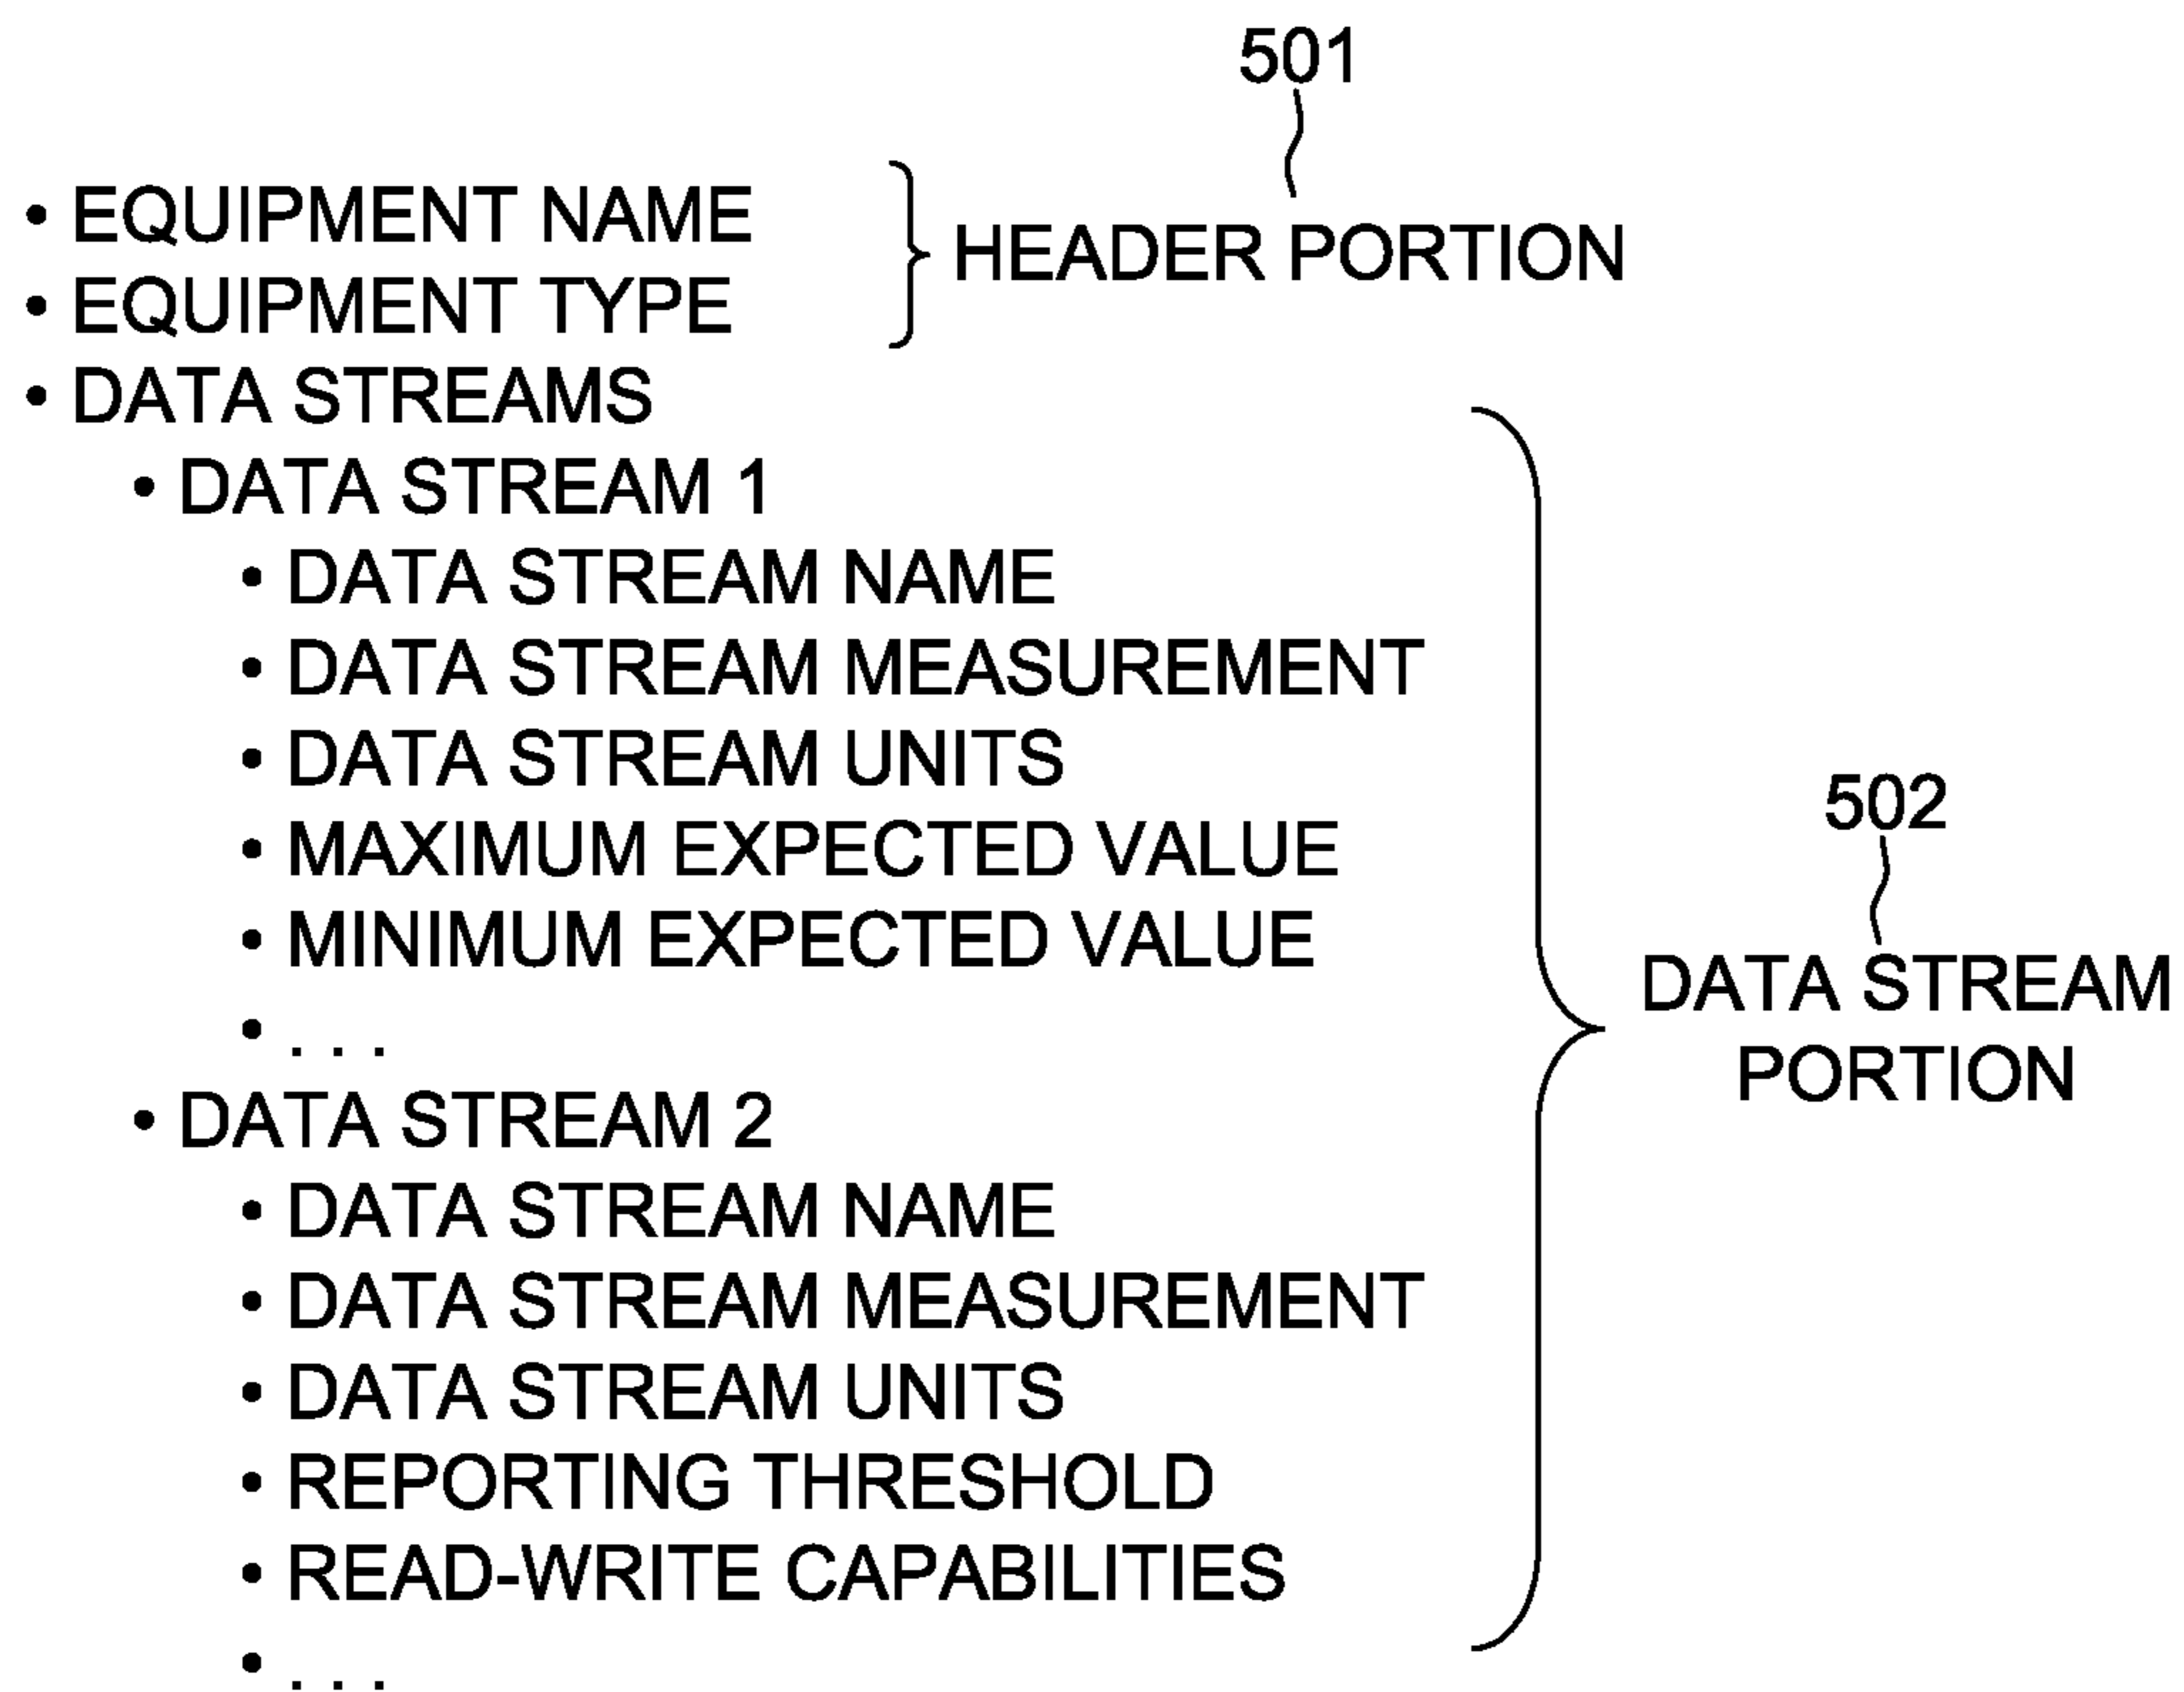 501
• EQUIPMENT NAME
• EQUIPMENT TYPE
HEADER PORTION
• DATA STREAMS
• DATA STREAM 1
• DATA STREAM NAME
• DATA STREAM MEASUREMENT
• DATA STREAM UNITS
• MAXIMUM EXPECTED VALUE
• MINIMUM EXPECTED VALUE
• . . .
• DATA STREAM 2
• DATA STREAM NAME
• DATA STREAM MEASUREMENT
• DATA STREAM UNITS
• REPORTING THRESHOLD
• READ-WRITE CAPABILITIES
• . . .
502
DATA STREAM
PORTION